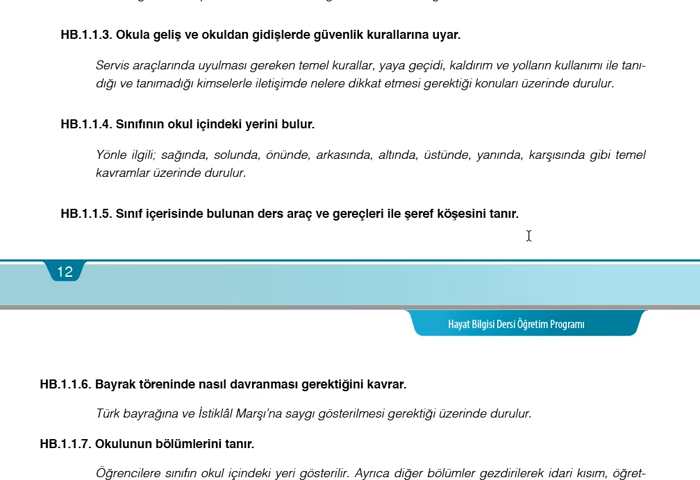 HB.1.1.3. Okula geliş ve okuldan gidişlerde güvenlik kurallarına uyar.
Servis araçlarında uyulması gereken temel kurallar, yaya geçidi, kaldırım ve yolların kullanımı ile tanı-
dığı ve tanımadığı kimselerle iletişimde nelere dikkat etmesi gerektiği konuları üzerinde durulur.
HB.1.1.4. Sınıfının okul içindeki yerini bulur.
Yönle ilgili; sağında, solunda, önünde, arkasında, altında, üstünde, yanında, karşısında gibi temel
kavramlar üzerinde durulur.
HB.1.1.5. Sınıf içerisinde bulunan ders araç ve gereçleri ile şeref köşesini tanır.
12
Hayat Bilgisi Dersi Öğretim Programı
HB.1.1.6. Bayrak töreninde nasıl davranması gerektiğini kavrar.
Türk bayrağına ve İstiklâl Marşı'na saygı gösterilmesi gerektiği üzerinde durulur.
HB.1.1.7. Okulunun bölümlerini tanır.
Öğrencilere sınıfın okul içindeki yeri gösterilir. Ayrıca diğer bölümler gezdirilerek idari kısım, öğret-